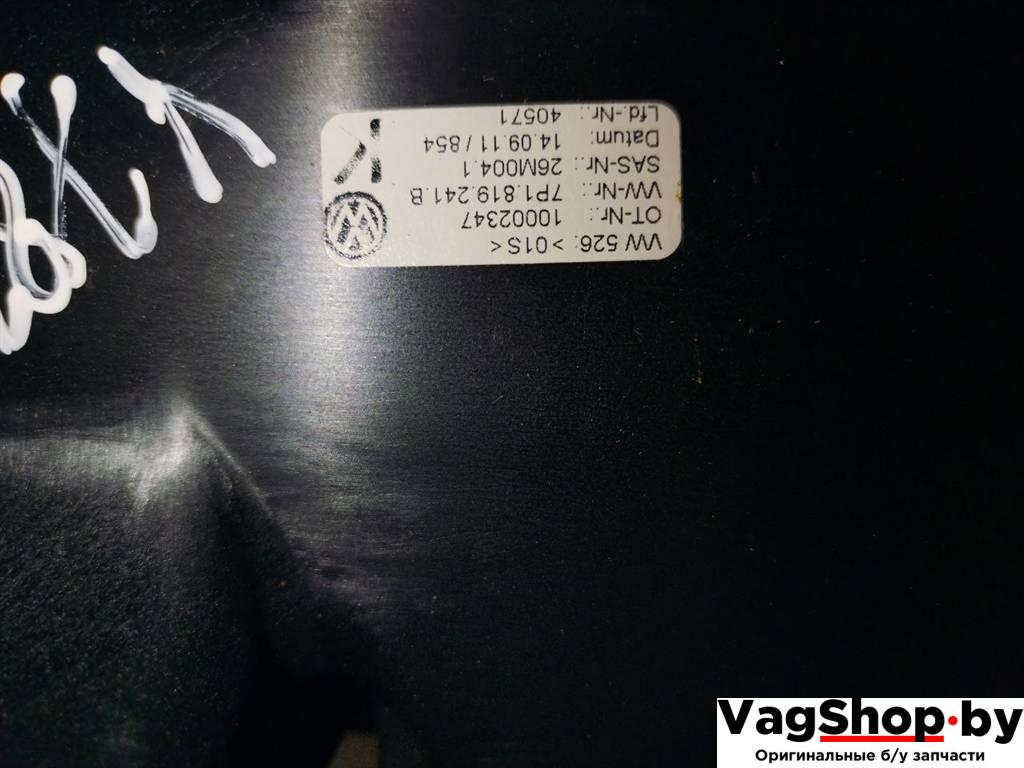 VW 526: >01S<
OT-Nr.: 10002347
VW-Nr.: 7P1.819.241.B
SAS-Nr.: 26M004.1
Datum: 14.09.11 / 854
Lfd.-Nr.: 40571
VagShop.by
Оригинальные б/у запчасти